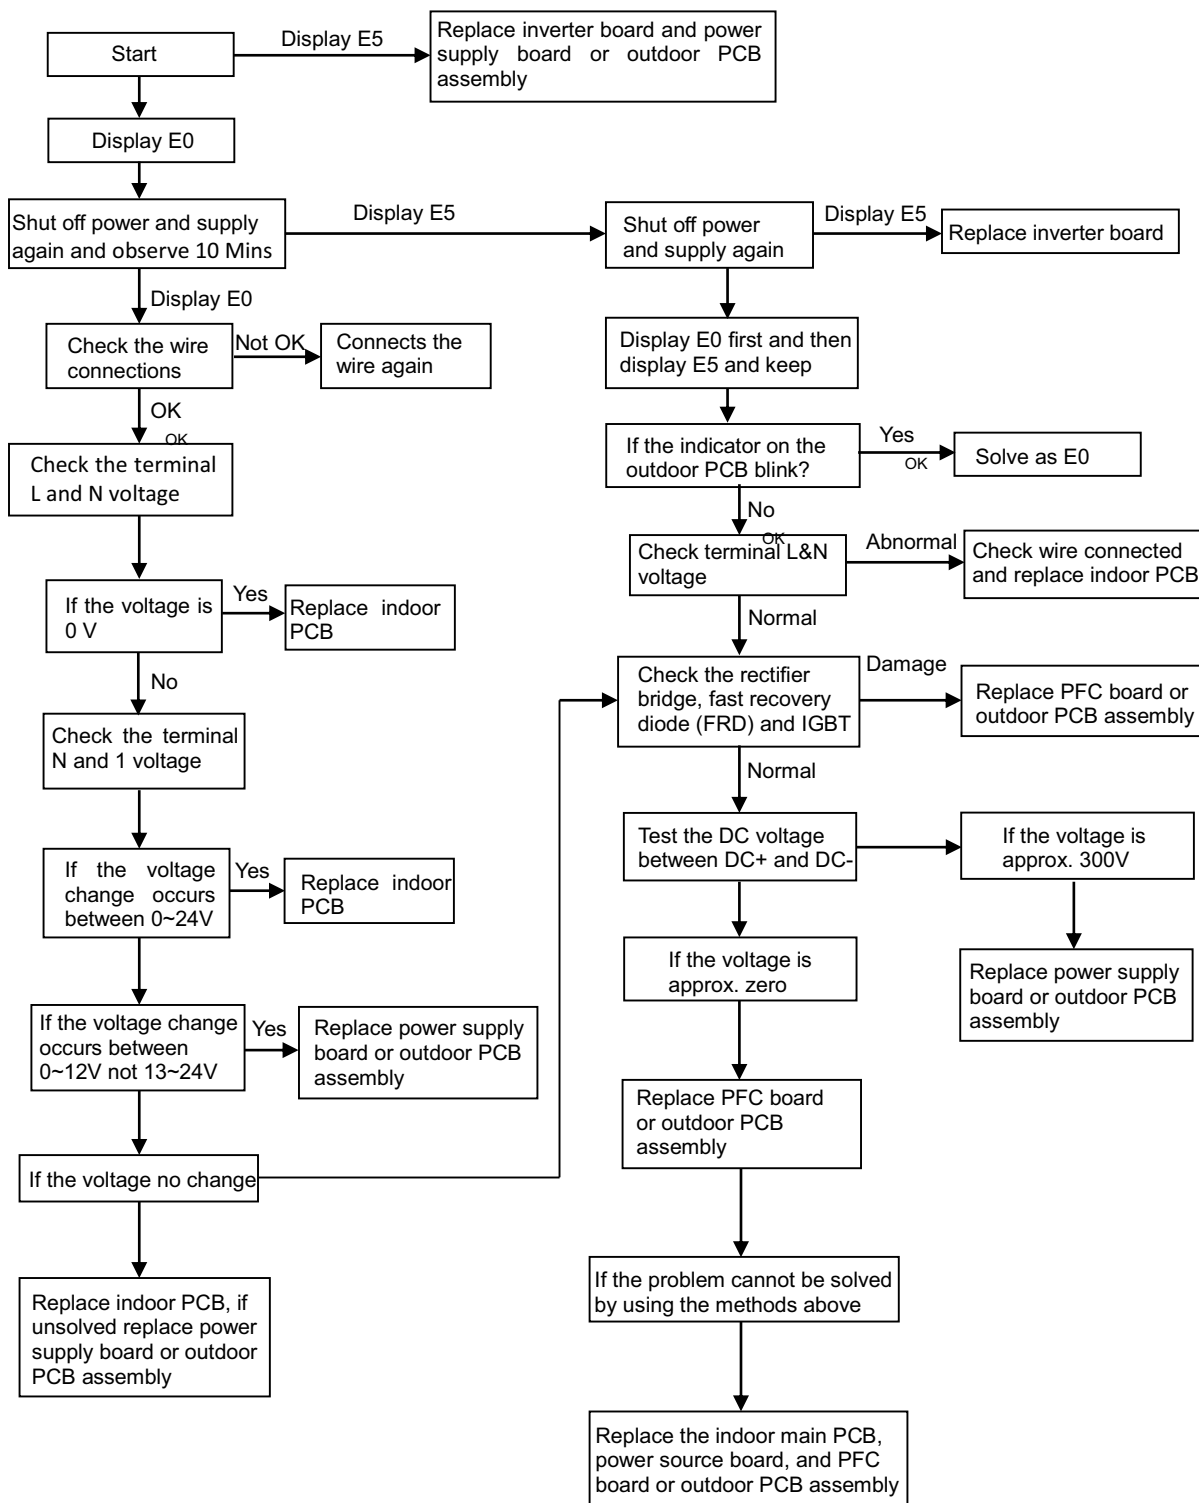 Start
Display E5
Replace inverter board and power
supply board or outdoor PCB
assembly
Display E0
Shut off power and supply
again and observe 10 Mins
Display E5
Shut off power
and supply again
Display E5
Replace inverter board
Display E0
Check the wire
connections
Not OK
Connects the
wire again
Display E0 first and then
display E5 and keep
OK
OK
Check the terminal
L and N voltage
If the indicator on the
outdoor PCB blink?
Yes
OK
Solve as E0
No
OK
Check terminal L&N
voltage
Abnormal
Check wire connected
and replace indoor PCB
If the voltage is
0 V
Yes
Replace indoor
PCB
Normal
No
Check the rectifier
bridge, fast recovery
diode (FRD) and IGBT
Damage
Replace PFC board or
outdoor PCB assembly
Check the terminal
N and 1 voltage
Normal
Test the DC voltage
between DC+ and DC-
If the voltage is
approx. 300V
If the voltage
change occurs
between 0~24V
Yes
Replace indoor
PCB
If the voltage is
approx. zero
Replace power supply
board or outdoor PCB
assembly
If the voltage change
occurs between
0~12V not 13~24V
Yes
Replace power supply
board or outdoor PCB
assembly
Replace PFC board
or outdoor PCB
assembly
If the voltage no change
If the problem cannot be solved
by using the methods above
Replace indoor PCB, if
unsolved replace power
supply board or outdoor
PCB assembly
Replace the indoor main PCB,
power source board, and PFC
board or outdoor PCB assembly